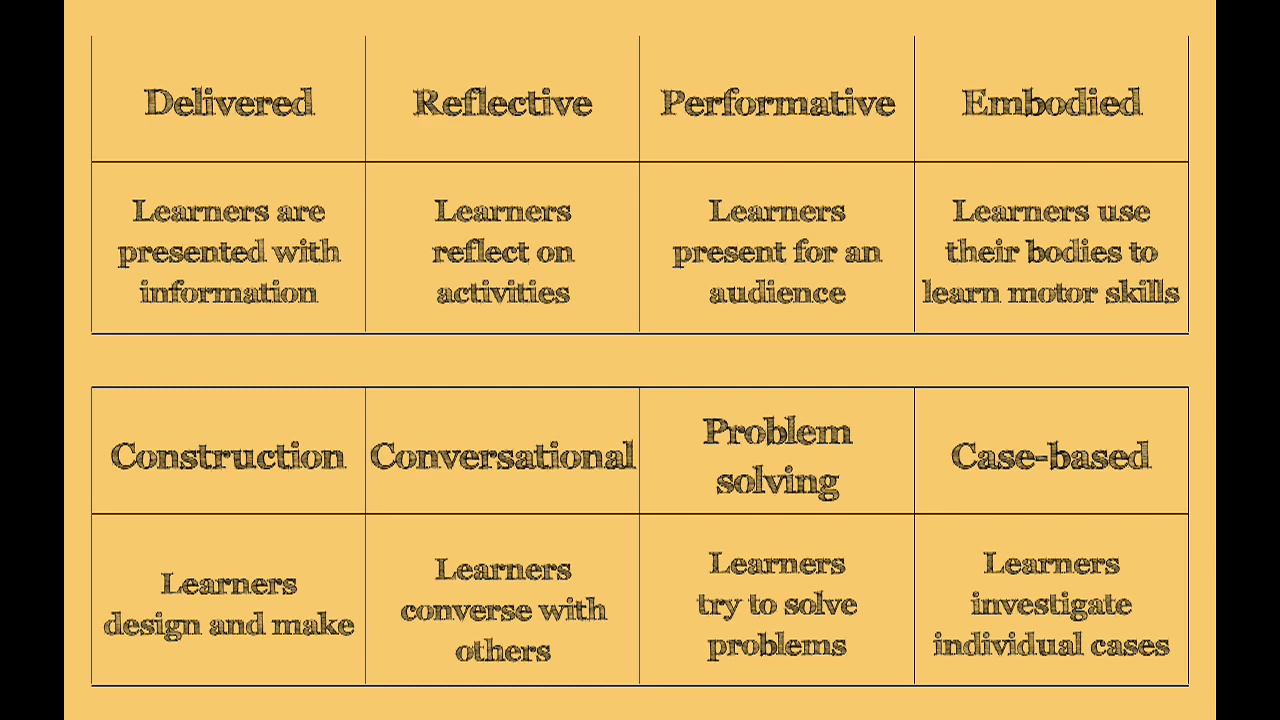 Delivered
Reflective
Performative
Embodied
Learners are
presented with
information
Learners
reflect on
activities
Learners
present for an
audience
Learners use
their bodies to
learn motor skills
Construction
Conversational
Problem
solving
Case-based
Learners
design and make
Learners
converse with
others
Learners
try to solve
problems
Learners
investigate
individual cases